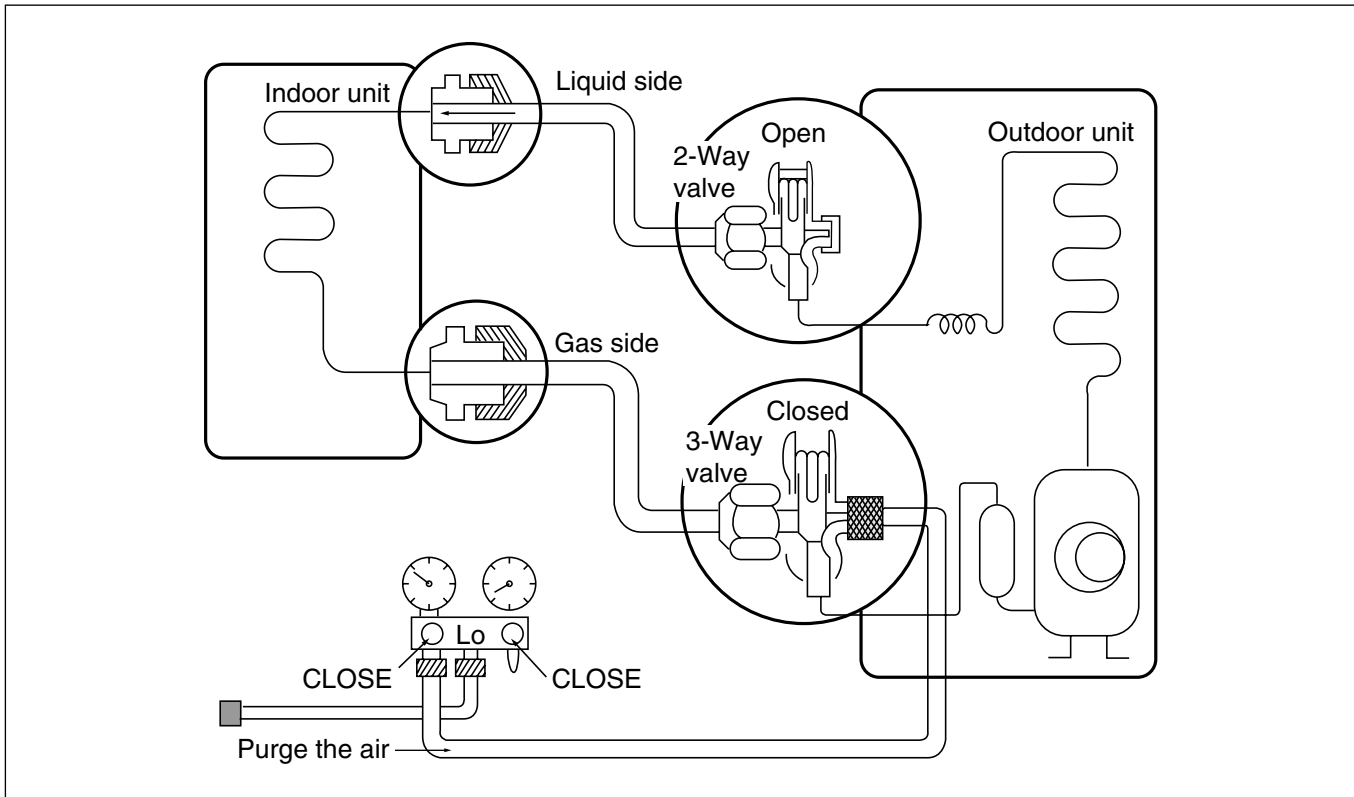 Indoor unit
Liquid side
Open
2-Way
valve
Outdoor unit
Gas side
Closed
3-Way
valve
Lo
CLOSE
CLOSE
Purge the air